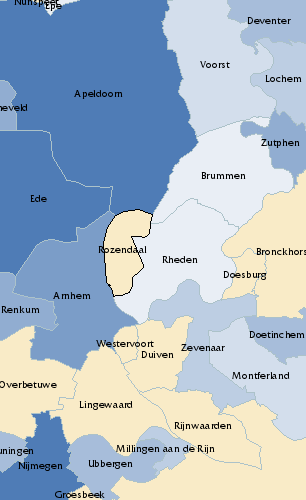 Nunspeet
Epe
Deventer
Voorst
Lochem
Apeldoorn
neveld
Zutphen
Brummen
Ede
Rozendaal
Bronckhors
Rheden
Doesburg
Arnhem
Renkum
Doetinchem
Westervoort
Zevenaar
Duiven
Montferland
Overbetuwe
Lingewaard
Rijnwaarden
Millingen aan de Rijn
uningen
Nijmegen
Ubbergen
Groesbeek